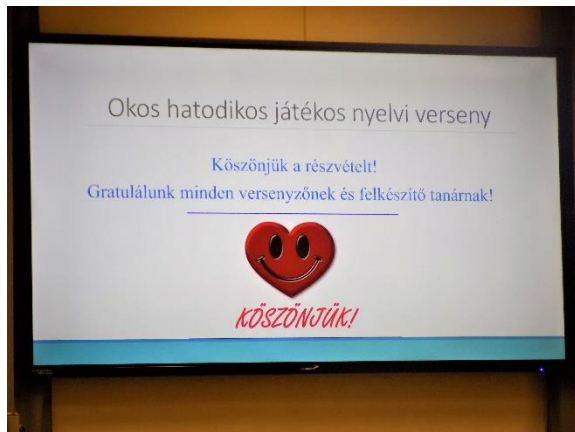 Okos hatodikos játékos nyelvi verseny
Köszönjük a részvételt!
Gratulálunk minden versenyzőnek és felkészítő tanárnak!
KÖSZÖNJÜK!